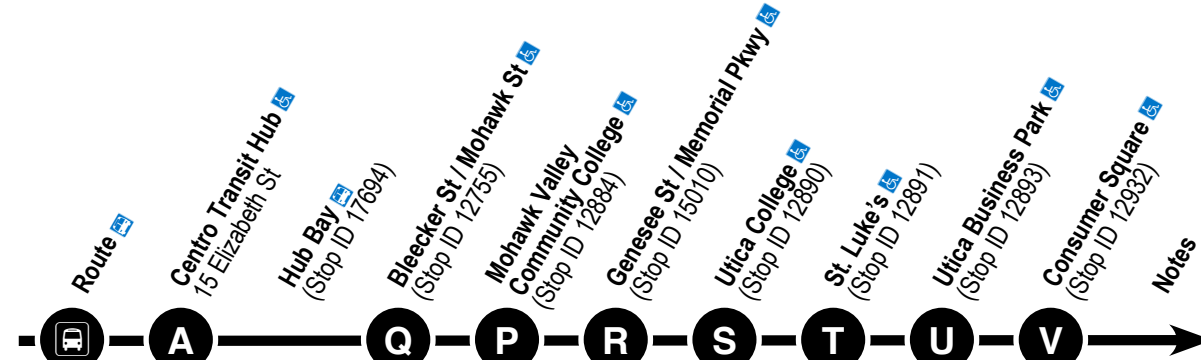 Route
Centro Transit Hub
15 Elizabeth St
Hub Bay
(Stop ID 17694)
Bleecker St / Mohawk St
(Stop ID 12755)
Mohawk Valley
Community College
(Stop ID 12884)
Genesee St / Memorial Pkwy
(Stop ID 15010)
Utica College
(Stop ID 12890)
St. Luke's
(Stop ID 12891)
Utica Business Park
(Stop ID 12893)
Consumer Square
(Stop ID 12932)
Notes
A Q P R S T U V